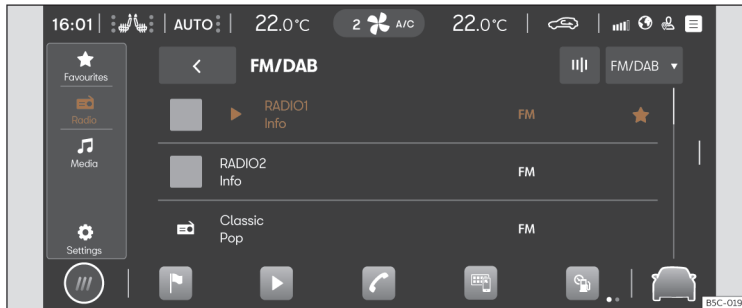 16:01 AUTO 22.0°C 2 A/C 22.0°C
Favourites
Radio
Media
Settings
FM/DAB
FM/DAB
RADIO1
Info
FM
RADIO2
Info
FM
Classic
Pop
FM
B5C-019